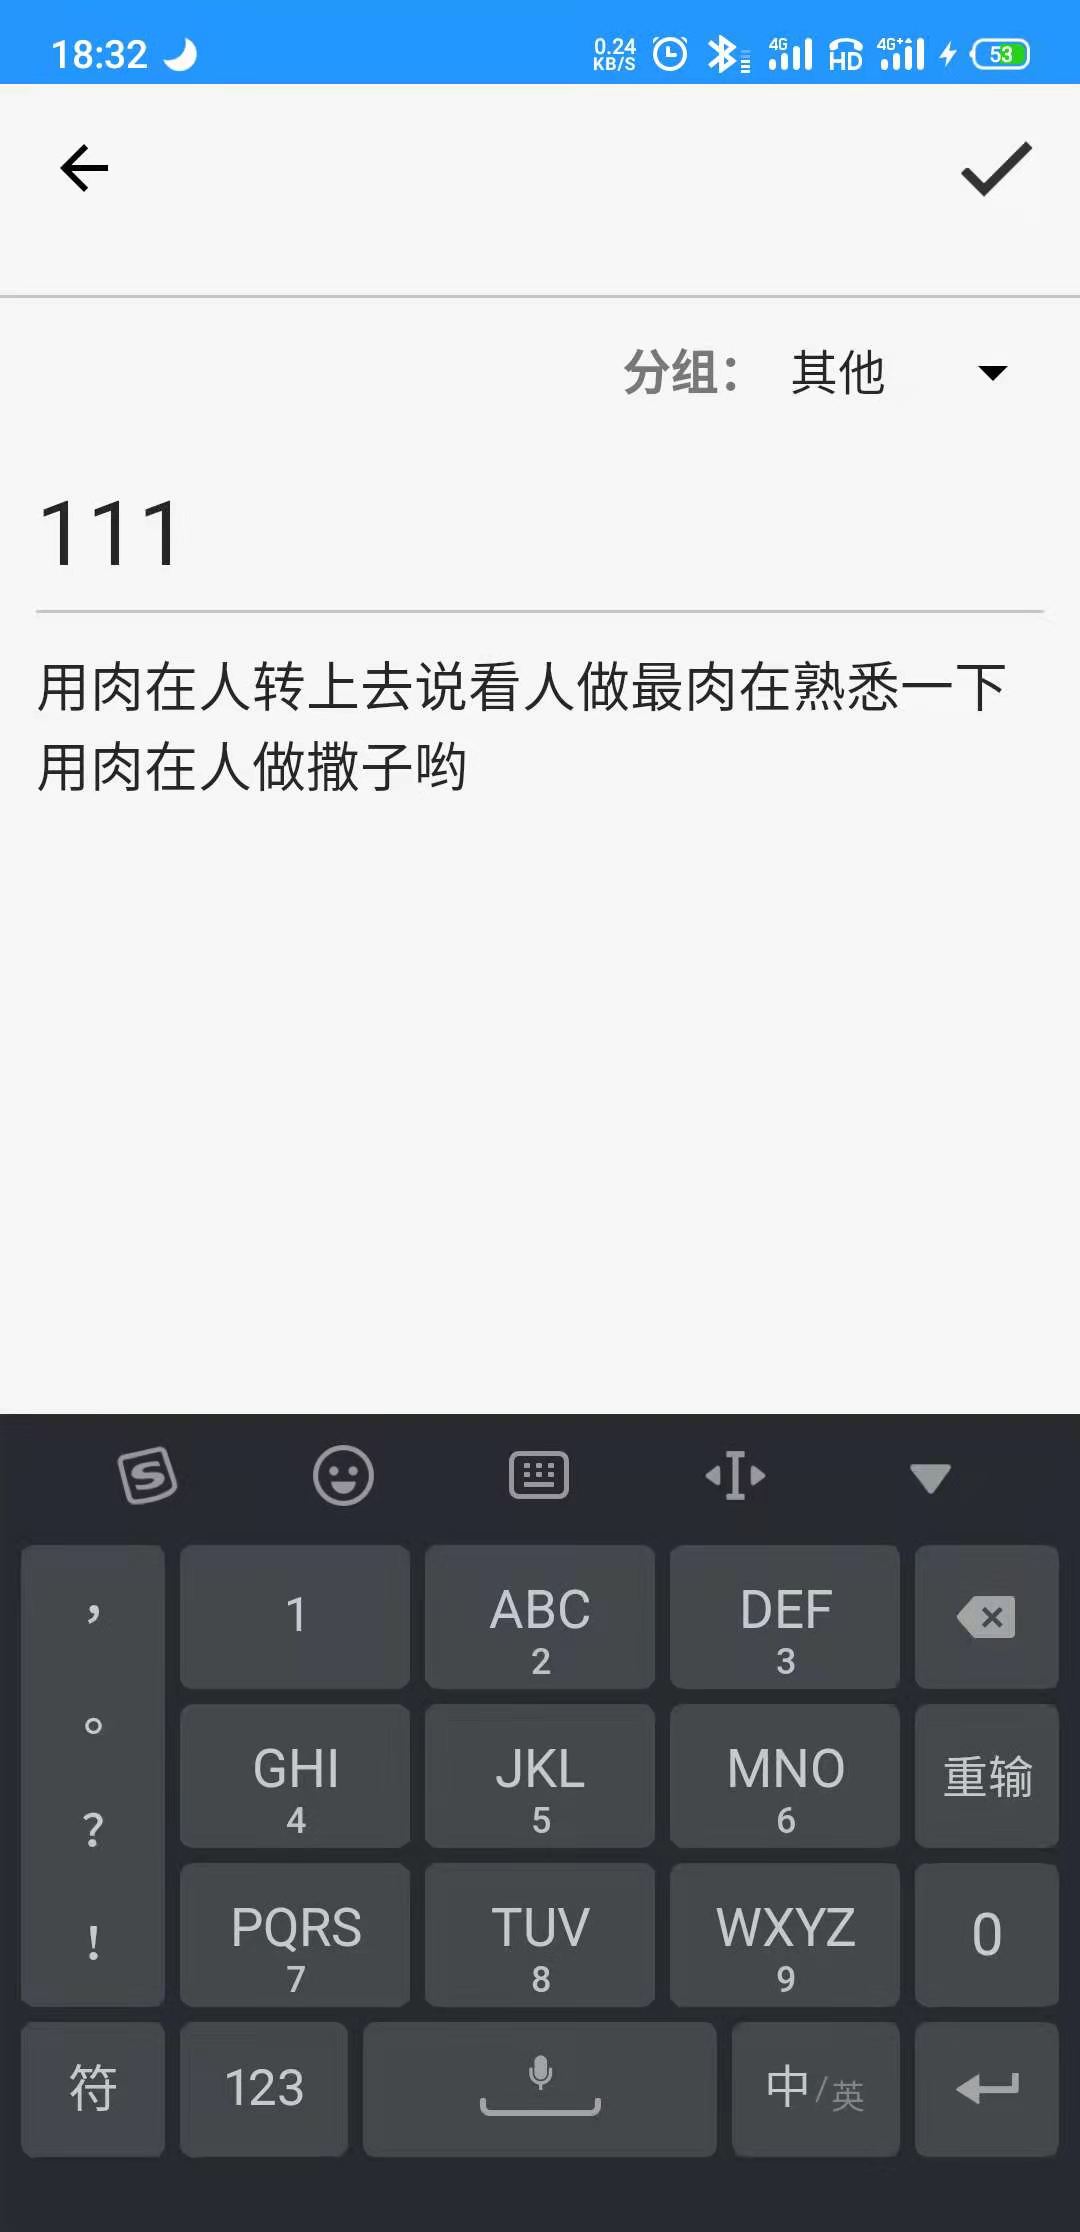 18:32
0.24
KB/S
4G
HD
4G+
53
分组： 其他
111
用肉在人转上去说看人做最肉在熟悉一下
用肉在人做撒子哟
，
。
?
!
1
ABC
2
DEF
3
GHI
4
JKL
5
MNO
6
重输
PQRS
7
TUV
8
WXYZ
9
0
符
123
中/英